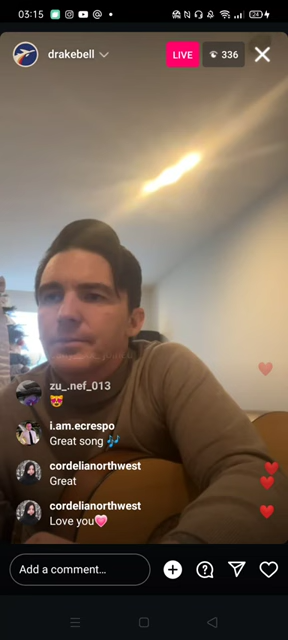 03:15
24
drakebell
LIVE
336
zu_.nef_013
😻
i.am.ecrespo
Great song 🎶
cordelianorthwest
Great
cordelianorthwest
Love you💗
Add a comment...